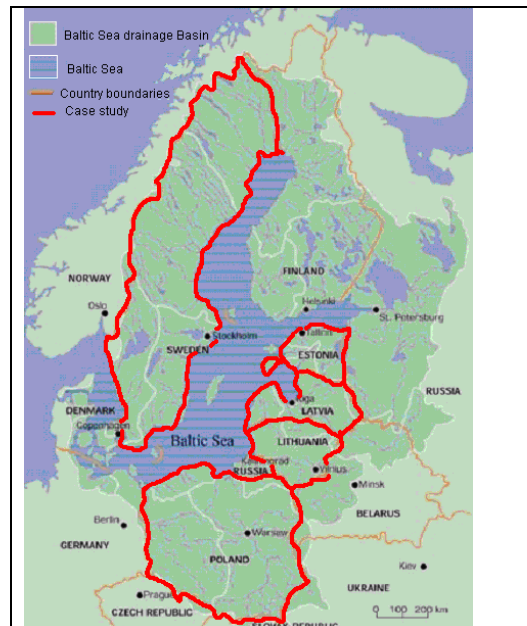 Baltic Sea drainage Basin
Baltic Sea
Country boundaries
Case study
NORWAY
FINLAND
Oslo
Helsinki
St. Petersburg
Stockholm
Tallinn
SWEDEN
ESTONIA
RUSSIA
DENMARK
Riga
LATVIA
Copenhagen
Baltic Sea
LITHUANIA
Kaliningrad
RUSSIA
Vilnius
Minsk
BELARUS
Berlin
GERMANY
Warsaw
POLAND
Kiev
UKRAINE
Prague
CZECH REPUBLIC
0 100 200 km